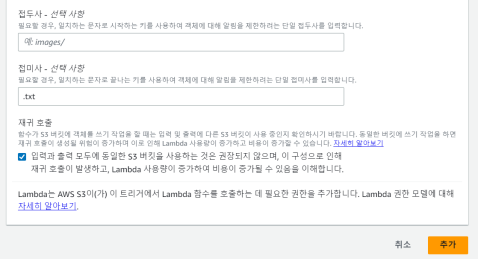 접두사 - 선택 사항
필요할 경우, 일치하는 문자로 시작하는 키를 사용하여 객체에 대해 알림을 제한하려는 단일 접두사를 입력합니다.
예: images/
접미사 - 선택 사항
필요할 경우, 일치하는 문자로 끝나는 키를 사용하여 객체에 대해 알림을 제한하려는 단일 접미사를 입력합니다.
.txt
재귀 호출
함수가 S3 버킷에 객체를 쓰기 작업을 할 때는 입력 및 출력에 다른 S3 버킷이 사용 중인지 확인하시기 바랍니다. 동일한 버킷에 쓰기 작업을 하면
재귀 호출이 생성될 위험이 증가하며 이로 인해 Lambda 사용량이 증가하고 비용이 증가할 수 있습니다. 자세히 알아보기
입력과 출력 모두에 동일한 S3 버킷을 사용하는 것은 권장되지 않으며, 이 구성으로 인해
재귀 호출이 발생하고, Lambda 사용량이 증가하며 비용이 증가될 수 있음을 이해합니다.
Lambda는 AWS S3이(가) 이 트리거에서 Lambda 함수를 호출하는 데 필요한 권한을 추가합니다. Lambda 권한 모델에 대해
자세히 알아보기.
취소 추가